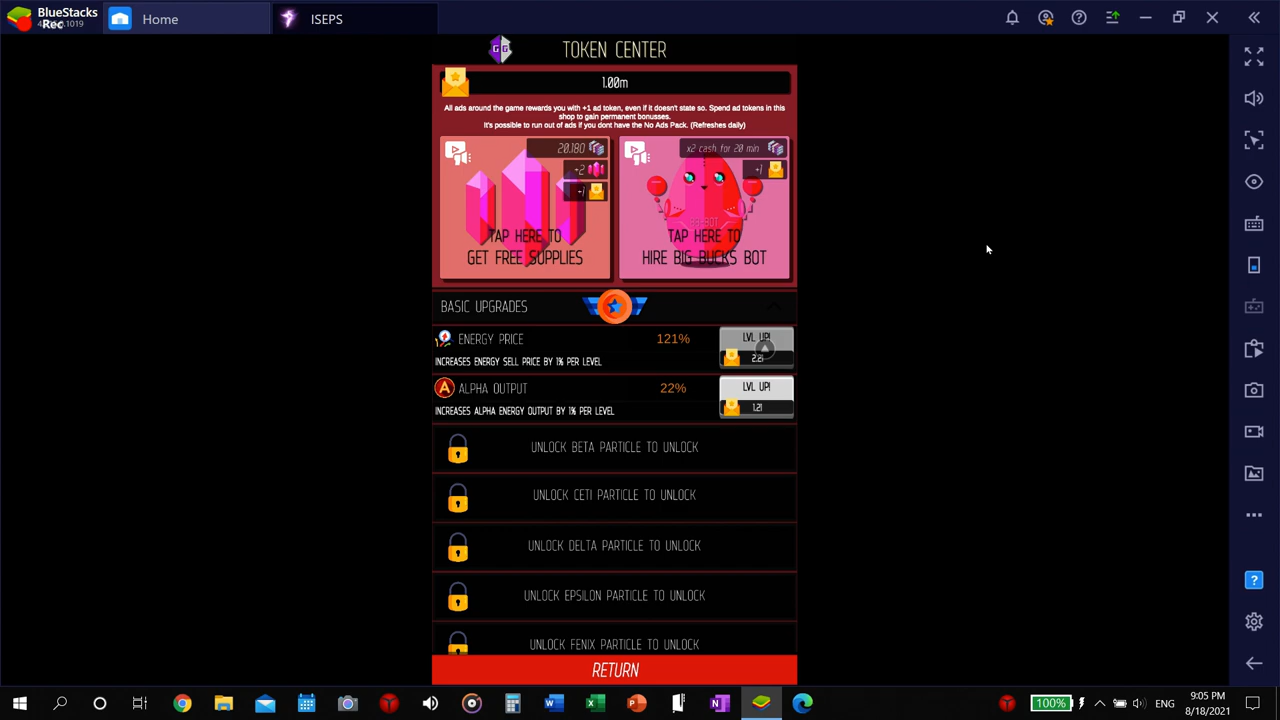 BlueStacks
Rec
Home
ISEPS
TOKEN CENTER
1.00m
All ads around the game rewards you with +1 ad token, even if it doesn't state so. Spend ad tokens in this
shop to gain permanent bonuses.
It's possible to run out of ads if you dont have the No Ads Pack. (Refreshes daily)
20.180
+2
+1
TAP HERE TO
GET FREE SUPPLIES
x2 cash for 20 min
+1
TAP HERE TO
HIRE BIG BUCKS BOT
BASIC UPGRADES
ENERGY PRICE
121%
LVL UP!
2.21
INCREASES ENERGY SELL PRICE BY 1% PER LEVEL
ALPHA OUTPUT
22%
LVL UP!
1.21
INCREASES ALPHA ENERGY OUTPUT BY 1% PER LEVEL
UNLOCK BETA PARTICLE TO UNLOCK
UNLOCK CETI PARTICLE TO UNLOCK
UNLOCK DELTA PARTICLE TO UNLOCK
UNLOCK EPSILON PARTICLE TO UNLOCK
UNLOCK FENIX PARTICLE TO UNLOCK
RETURN
100%
ENG
9:05 PM
8/18/2021